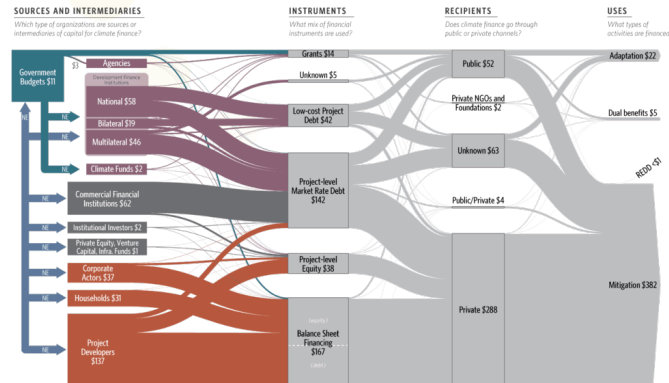 SOURCES AND INTERMEDIARIES
Which type of organizations are sources or
intermediaries of capital for climate finance?
INSTRUMENTS
What mix of financial
instruments are used?
RECIPIENTS
Does climate finance go through
public or private channels?
USES
What types of
activities are financed
Government
Budgets $11
$3
Agencies
Development Finance
Institutions
National $58
Bilateral $19
Multilateral $46
Climate Funds $2
NE
NE
NE
Commercial Financial
Institutions $62
NE
Institutional Investors $2
NE
Private Equity, Venture
Capital, Infra. Funds $1
NE
Corporate
Actors $37
NE
Households $31
NE
Project
Developers
$137
NE
Grants $14
Unknown $5
Low-cost Project
Debt $42
Project-level
Market Rate Debt
$142
Project-level
Equity $38
Balance Sheet
Financing
$167
Public $52
Private NGOs and
Foundations $2
Unknown $63
Public/Private $4
Private $288
Adaptation $22
Dual benefits $5
REDD <$1
Mitigation $382